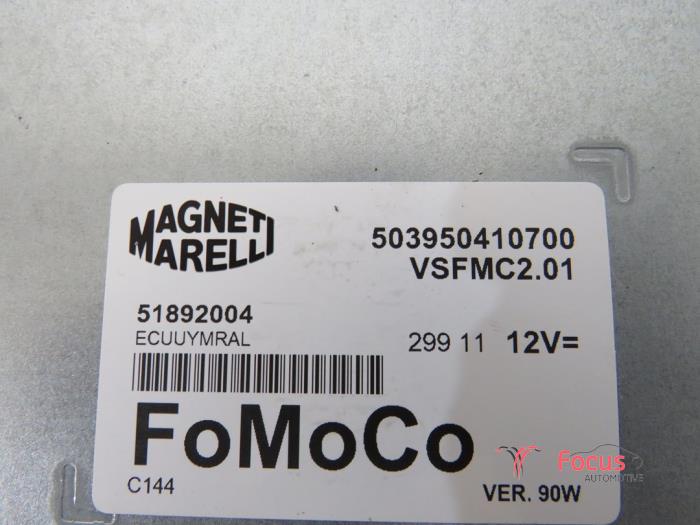 MAGNETI
MARELLI
503950410700
VSFMC2.01
51892004
ECUUYMRAL
299 11 12V=
FoMoCo
C144
VER. 90W
Focus
AUTOMOTIVE